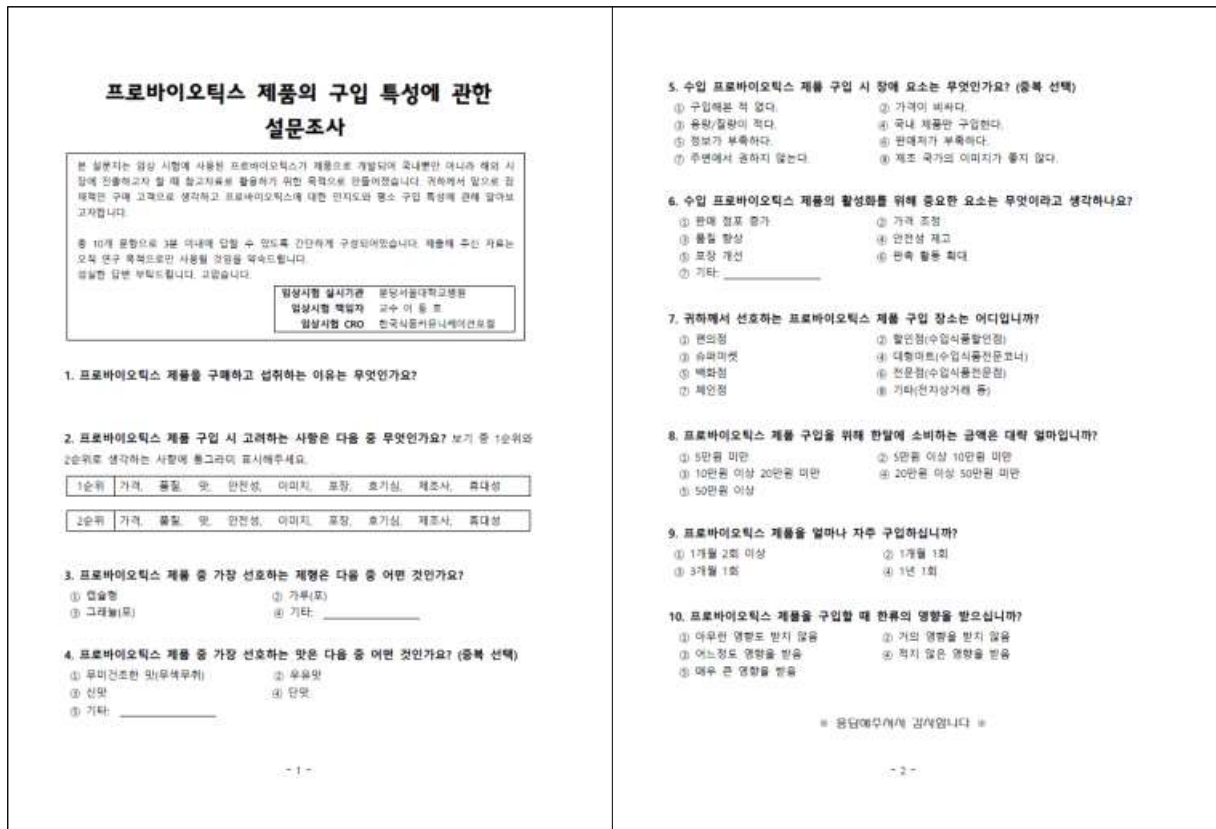 프로바이오틱스 제품의 구입 특성에 관한
설문조사
본 설문지는 임상 시험에 사용된 프로바이오틱스가 제품으로 개발되어 국내뿐만 아니라 해외 시
장에 진출하고자 할 때 참고자료로 활용하기 위한 목적으로 만들어졌습니다. 귀하께서 앞으로 잠
재적인 구매 고객으로 생각하고 프로바이오틱스에 대한 인지도와 평소 구입 특성에 관해 알아보
고자합니다.
총 10개 문항으로 3분 이내에 답할 수 있도록 간단하게 구성되어있습니다. 제출해 주신 자료는
오직 연구 목적으로만 사용될 것임을 약속드립니다.
성실한 답변 부탁드립니다. 고맙습니다.
임상시험 실시기관 분당서울대학교병원
임상시험 책임자 교수 이 동 호
임상시험 CRO 한국식품커뮤니케이션포럼
1. 프로바이오틱스 제품을 구매하고 섭취하는 이유는 무엇인가요?
2. 프로바이오틱스 제품 구입 시 고려하는 사항은 다음 중 무엇인가요? 보기 중 1순위와
2순위로 생각하는 사항에 동그라미 표시해주세요.
1순위 가격, 품질, 맛, 안전성, 이미지, 포장, 호기심, 제조사, 휴대성
2순위 가격, 품질, 맛, 안전성, 이미지, 포장, 호기심, 제조사, 휴대성
3. 프로바이오틱스 제품 중 가장 선호하는 제형은 다음 중 어떤 것인가요?
① 캡슐형 ② 가루(포)
③ 그래뉼(포) ④ 기타:
4. 프로바이오틱스 제품 중 가장 선호하는 맛은 다음 중 어떤 것인가요? (중복 선택)
① 무미건조한 맛(무색무취) ② 우유맛
③ 신맛 ④ 단맛
⑤ 기타:
- 1 -
5. 수입 프로바이오틱스 제품 구입 시 장애 요소는 무엇인가요? (중복 선택)
① 구입해본 적 없다. ② 가격이 비싸다.
③ 용량/질량이 적다. ④ 국내 제품만 구입한다.
⑤ 정보가 부족하다. ⑥ 판매처가 부족하다.
⑦ 주변에서 권하지 않는다. ⑧ 제조 국가의 이미지가 좋지 않다.
6. 수입 프로바이오틱스 제품의 활성화를 위해 중요한 요소는 무엇이라고 생각하나요?
① 판매 점포 증가 ② 가격 조정
③ 품질 향상 ④ 안전성 제고
⑤ 포장 개선 ⑥ 판촉 활동 확대
⑦ 기타:
7. 귀하께서 선호하는 프로바이오틱스 제품 구입 장소는 어디입니까?
① 편의점 ② 할인점(수입식품할인점)
③ 슈퍼마켓 ④ 대형마트(수입식품전문코너)
⑤ 백화점 ⑥ 전문점(수입식품전문점)
⑦ 체인점 ⑧ 기타(전자상거래 등)
8. 프로바이오틱스 제품 구입을 위해 한달에 소비하는 금액은 대략 얼마입니까?
① 5만원 미만 ② 5만원 이상 10만원 미만
③ 10만원 이상 20만원 미만 ④ 20만원 이상 50만원 미만
⑤ 50만원 이상
9. 프로바이오틱스 제품을 얼마나 자주 구입하십니까?
① 1개월 2회 이상 ② 1개월 1회
③ 3개월 1회 ④ 1년 1회
10. 프로바이오틱스 제품을 구입할 때 한류의 영향을 받으십니까?
① 아무런 영향도 받지 않음 ② 거의 영향을 받지 않음
③ 어느정도 영향을 받음 ④ 적지 않은 영향을 받음
⑤ 매우 큰 영향을 받음
※ 응답해주셔서 감사합니다 ※
- 2 -